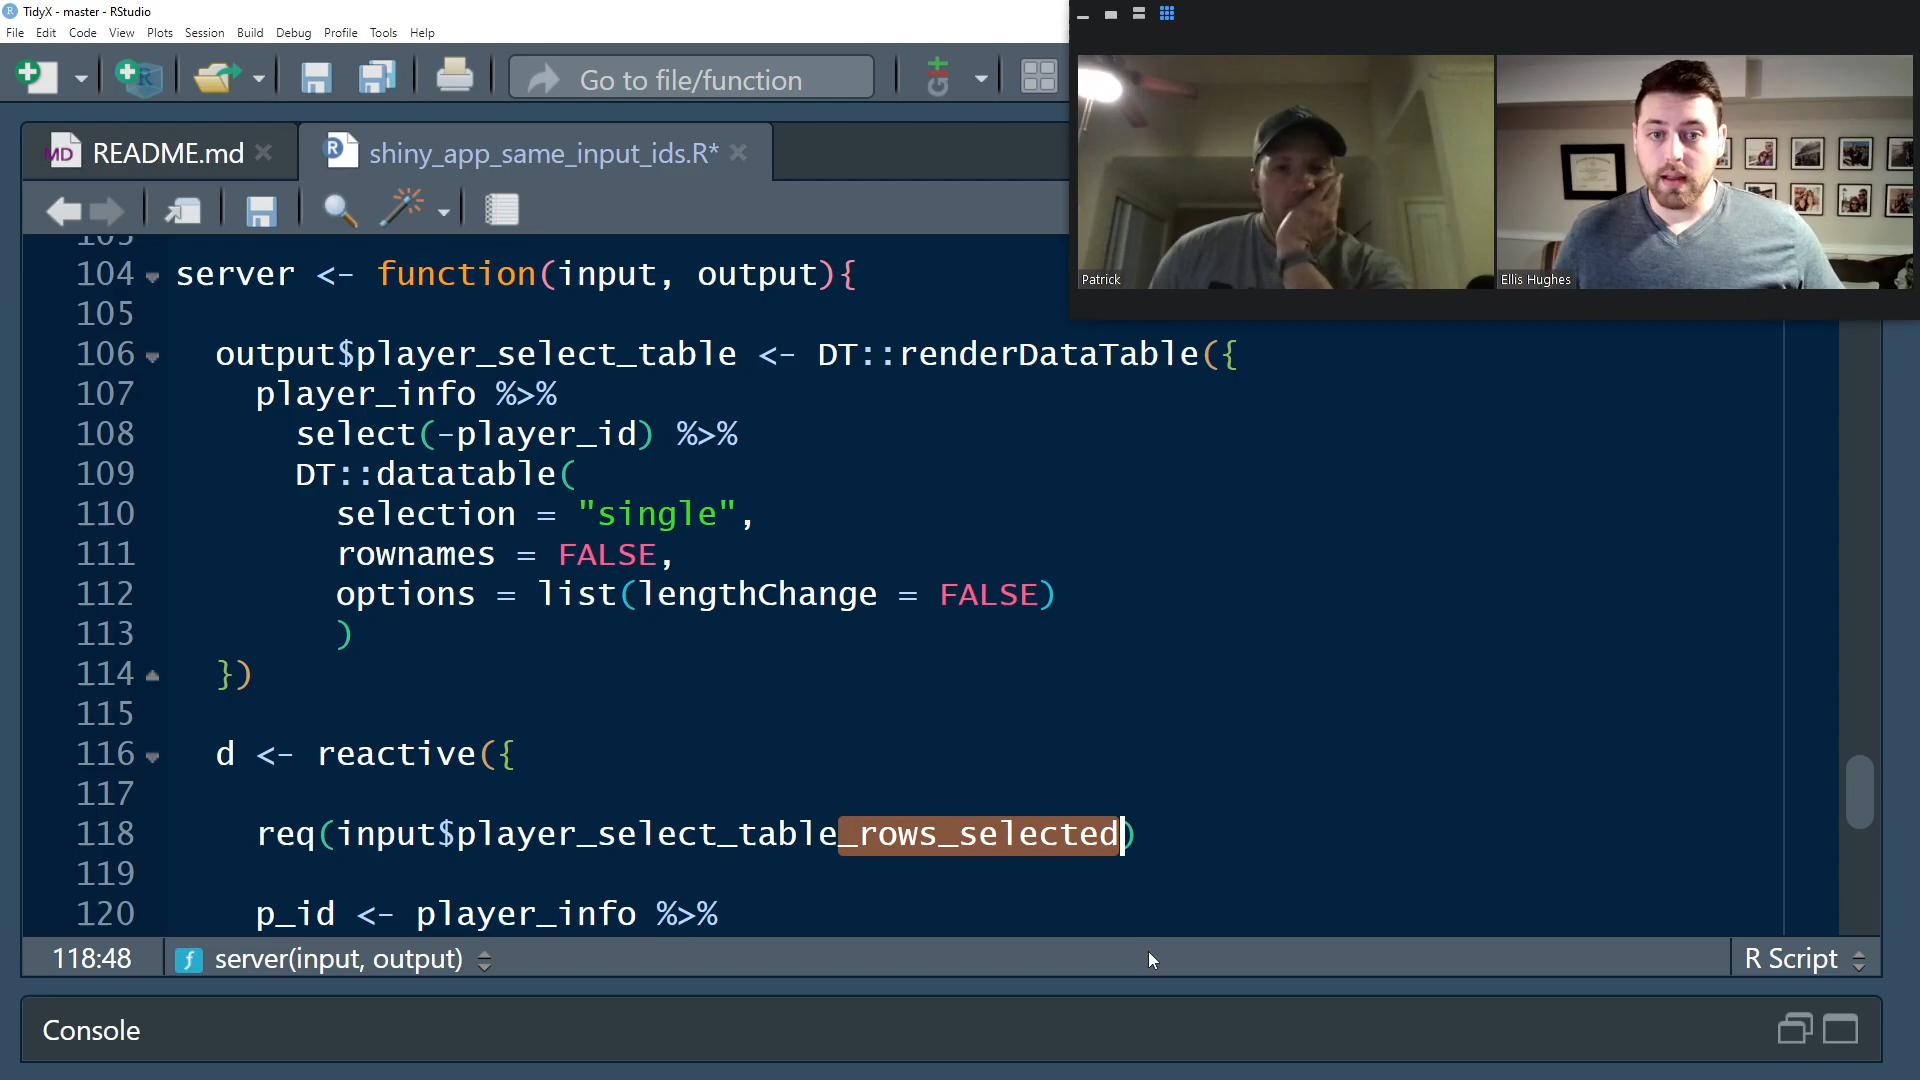 TidyX - master - RStudio
File Edit Code View Plots Session Build Debug Profile Tools Help
Go to file/function
README.md
shiny_app_same_input_ids.R*
Patrick
Ellis Hughes
103
104 server <- function(input, output){
105
106 output$player_select_table <- DT::renderDataTable({
107 player_info %>%
108 select(-player_id) %>%
109 DT::datatable(
110 selection = "single",
111 rownames = FALSE,
112 options = list(lengthChange = FALSE)
113 )
114 })
115
116 d <- reactive({
117
118 req(input$player_select_table_rows_selected)
119
120 p_id <- player_info %>%
118:48 server(input, output) R Script
Console